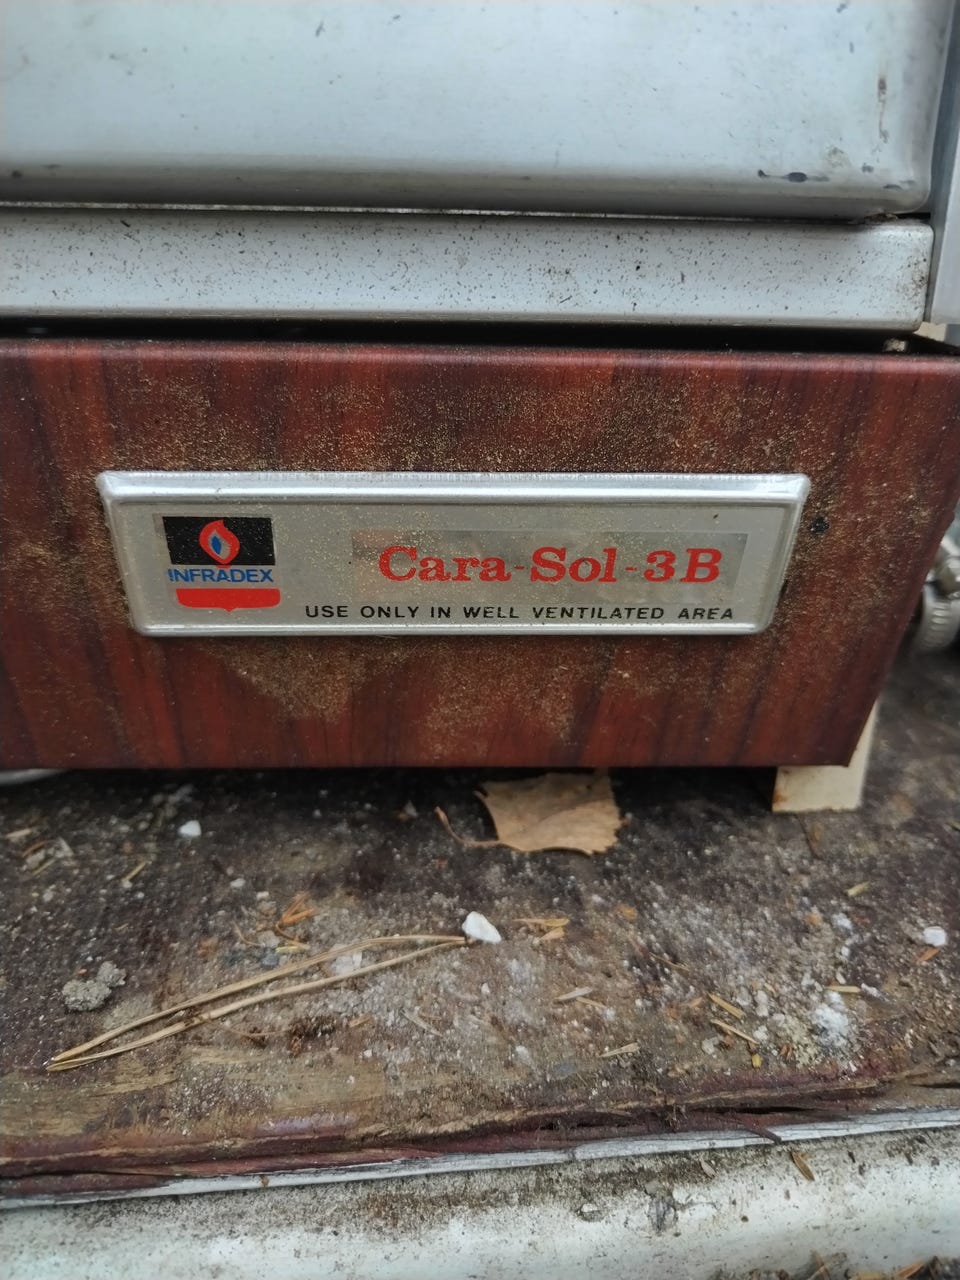 INFRADEX
Cara-Sol-3B
USE ONLY IN WELL VENTILATED AREA